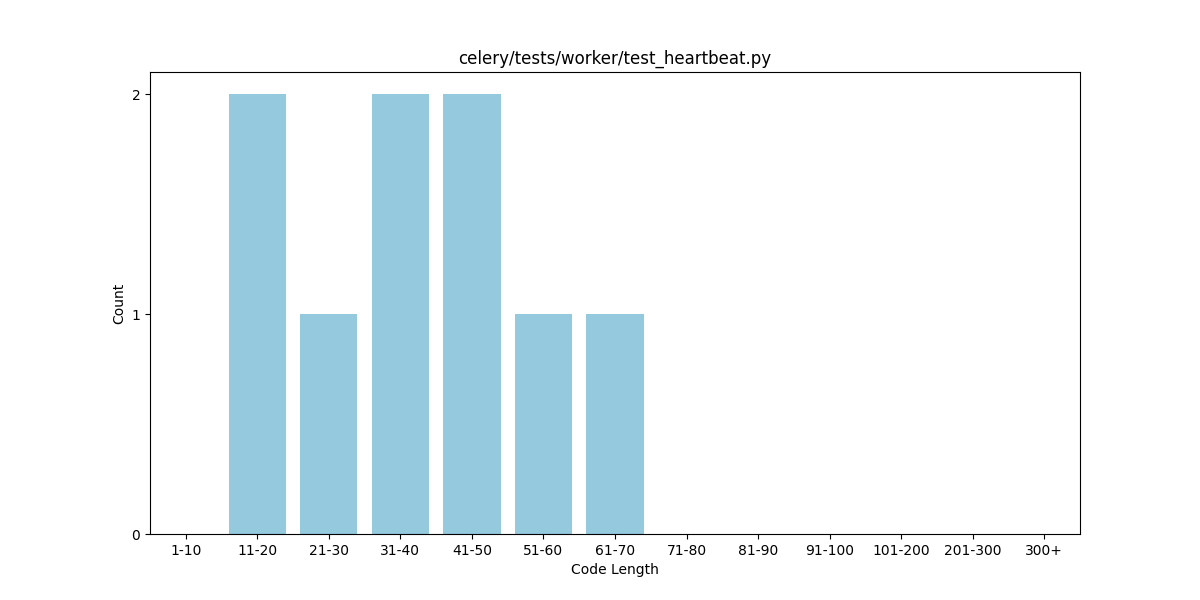 celery/tests/worker/test_heartbeat.py
Count
2
1
0
1-10 11-20 21-30 31-40 41-50 51-60 61-70 71-80 81-90 91-100 101-200 201-300 300+
Code Length